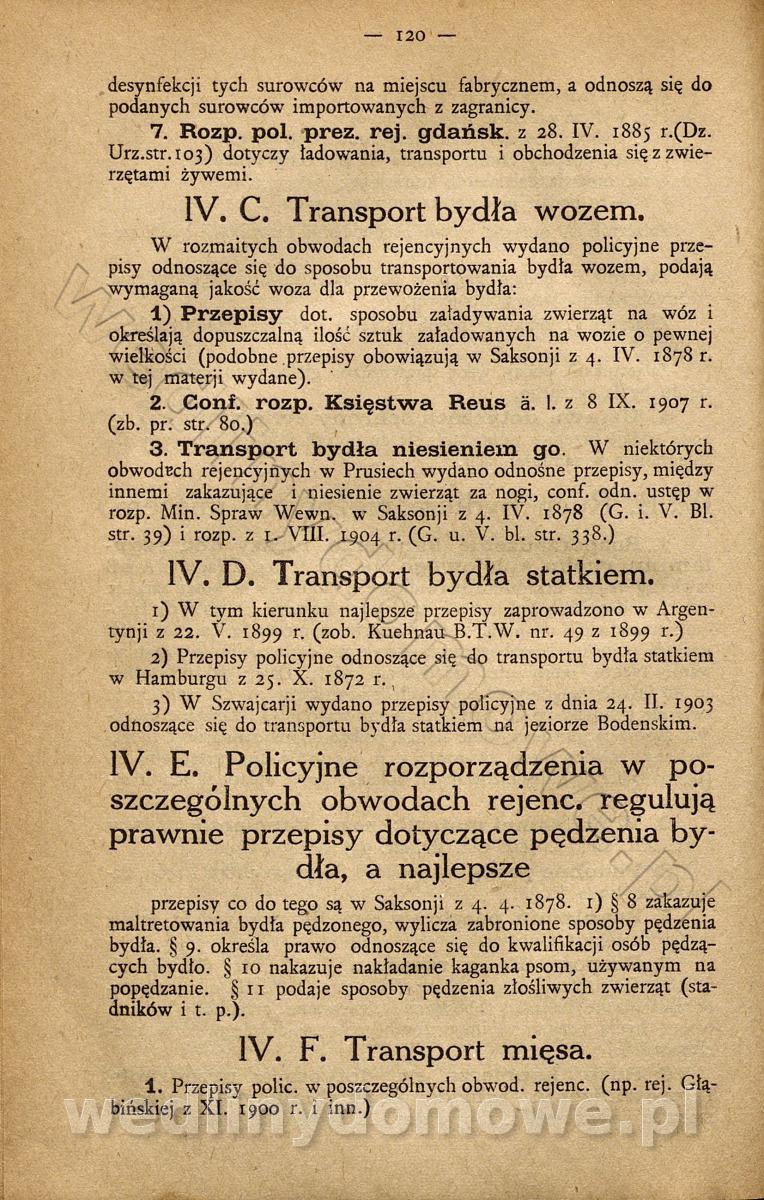 — 120 —
desynfekcji tych surowców na miejscu fabrycznem, a odnoszą się do
podanych surowców importowanych z zagranicy.
7. Rozp. pol. prez. rej. gdańsk. z 28. IV. 1885 r.(Dz.
Urz.str.103) dotyczy ładowania, transportu i obchodzenia się z zwie-
rzętami żywemi.
IV. C. Transport bydła wozem.
W rozmaitych obwodach rejencyjnych wydano policyjne prze-
pisy odnoszące się do sposobu transportowania bydła wozem, podają
wymaganą jakość woza dla przewożenia bydła:
1) Przepisy dot. sposobu załadywania zwierząt na wóz i
określają dopuszczalną ilość sztuk załadowanych na wozie o pewnej
wielkości (podobne przepisy obowiązują w Saksonji z 4. IV. 1878 r.
w tej materji wydane).
2. Conf. rozp. Księstwa Reus ä. l. z 8 IX. 1907 r.
(zb. pr. str. 80.)
3. Transport bydła niesieniem go. W niektórych
obwodech rejencyjnych w Prusiech wydano odnośne przepisy, między
innemi zakazujące i niesienie zwierząt za nogi, conf. odn. ustęp w
rozp. Min. Spraw Wewn. w Saksonji z 4. IV. 1878 (G. i. V. Bl.
str. 39) i rozp. z 1. VIII. 1904 r. (G. u. V. bl. str. 338.)
IV. D. Transport bydła statkiem.
1) W tym kierunku najlepsze przepisy zaprowadzono w Argen-
tynji z 22. V. 1899 r. (zob. Kuehnau B.T.W. nr. 49 z 1899 r.)
2) Przepisy policyjne odnoszące się do transportu bydła statkiem
w Hamburgu z 25. X. 1872 r.
3) W Szwajcarji wydano przepisy policyjne z dnia 24. II. 1903
odnoszące się do transportu bydła statkiem na jeziorze Bodenskim.
IV. E. Policyjne rozporządzenia w po-
szczególnych obwodach rejenc. regulują
prawnie przepisy dotyczące pędzenia by-
dła, a najlepsze
przepisy co do tego są w Saksonji z 4. 4. 1878. 1) § 8 zakazuje
maltretowania bydła pędzonego, wylicza zabronione sposoby pędzenia
bydła. § 9. określa prawo odnoszące się do kwalifikacji osób pędzą-
cych bydło. § 10 nakazuje nakładanie kaganka psom, używanym na
popędzanie. § 11 podaje sposoby pędzenia złośliwych zwierząt (sta-
dników i t. p.).
IV. F. Transport mięsa.
1. Przepisy polic. w poszczególnych obwod. rejenc. (np. rej. Głą-
bińskiej z XI. 1900 r. i inn.)
wedlinydomowe.pl